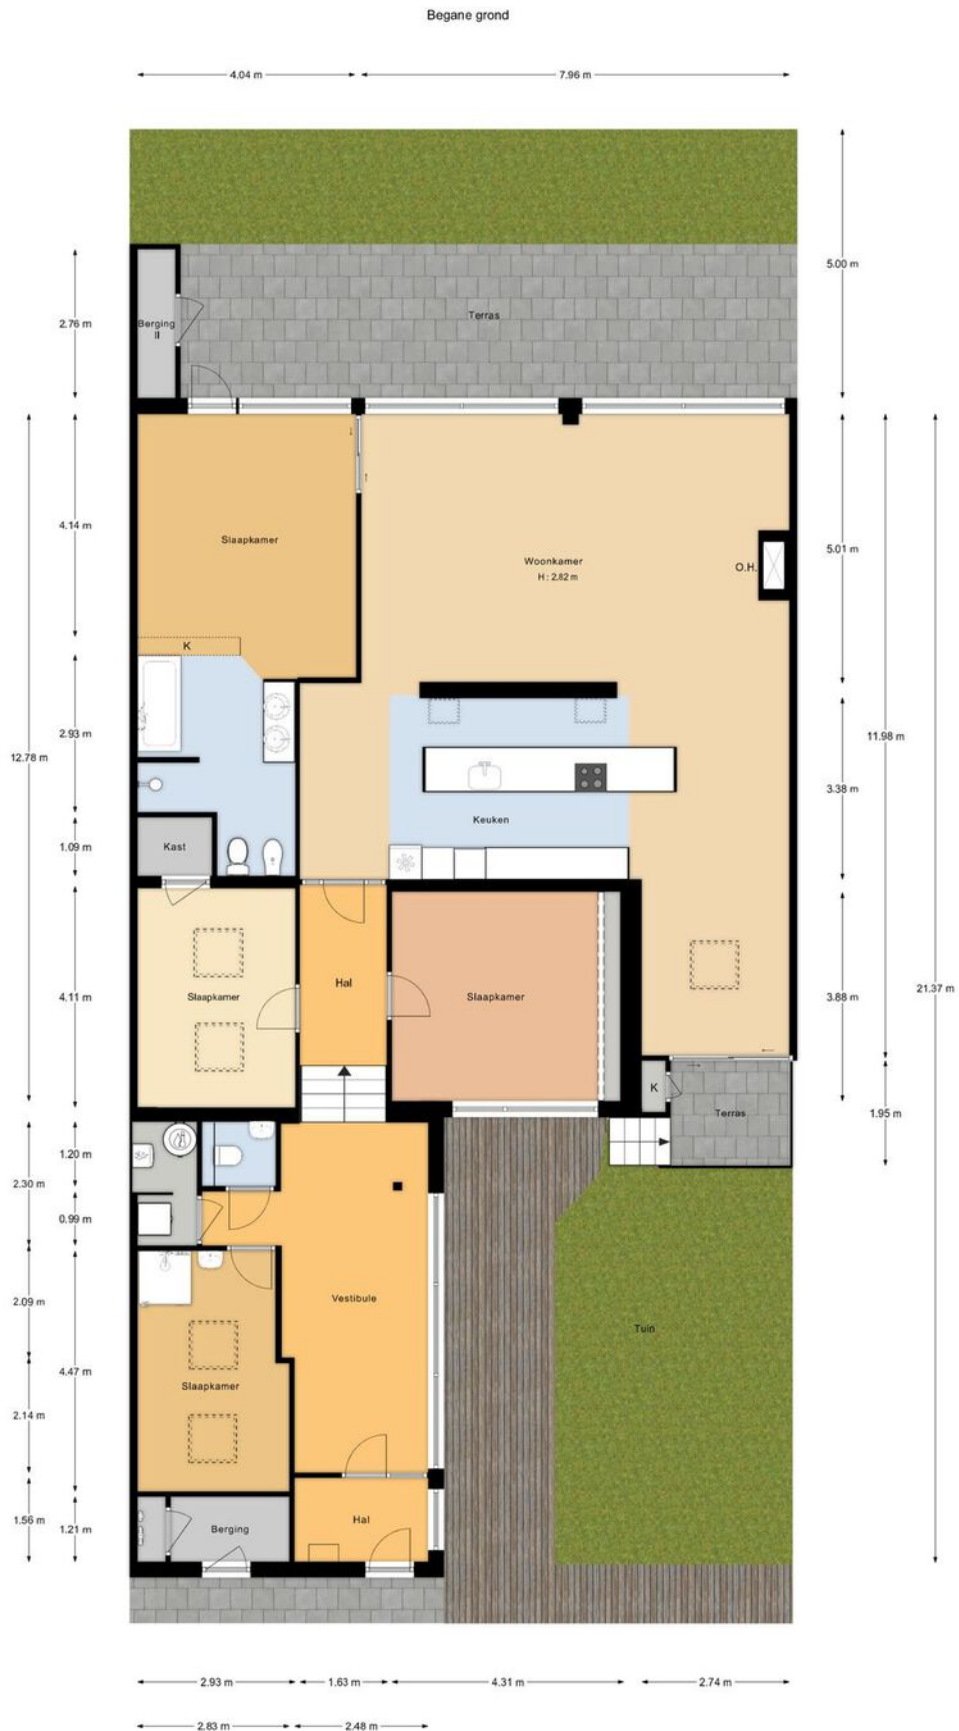 Begane grond
4.04 m
7.96 m
5.00 m
2.76 m
Berging
II
Terras
4.14 m
Slaapkamer
Woonkamer
H : 2.82 m
O.H.
5.01 m
K
2.93 m
12.78 m
11.98 m
3.38 m
Keuken
1.09 m
Kast
4.11 m
Slaapkamer
Hal
Slaapkamer
3.88 m
21.37 m
K
Terras
1.95 m
1.20 m
2.30 m
0.99 m
2.09 m
Vestibule
Tuin
4.47 m
Slaapkamer
2.14 m
1.56 m
1.21 m
Berging
Hal
2.93 m
1.63 m
4.31 m
2.74 m
2.83 m
2.48 m